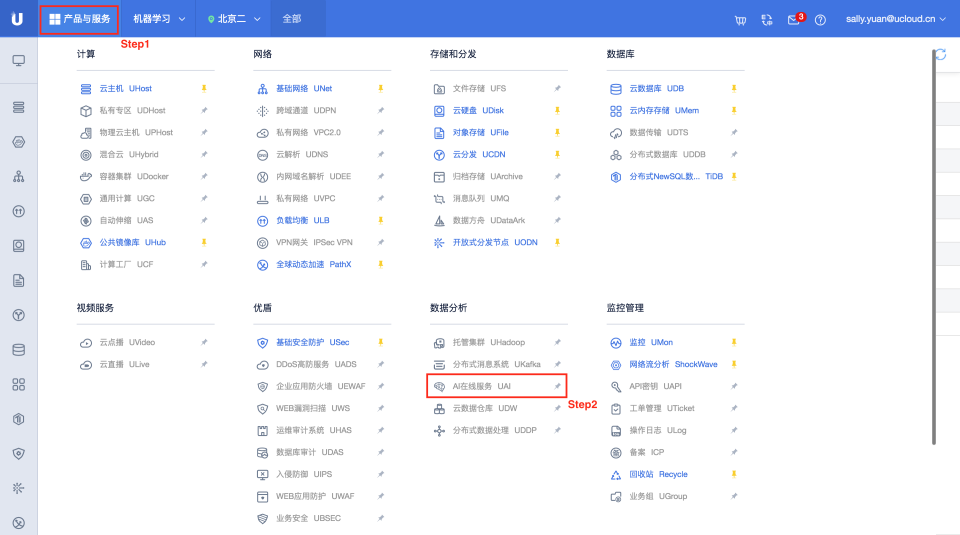 U 产品与服务 机器学习 北京二 全部 3 sally.yuan@ucloud.cn
Step1
计算
云主机 UHost
私有专区 UDHost
物理云主机 UPHost
混合云 UHybrid
容器集群 UDocker
通用计算 UGC
自动伸缩 UAS
公共镜像库 UHub
计算工厂 UCF
网络
基础网络 UNet
跨域通道 UDPN
私有网络 VPC2.0
云解析 UDNS
内网域名解析 UDEE
私有网络 UVPC
负载均衡 ULB
VPN网关 IPSec VPN
全球动态加速 PathX
存储和分发
文件存储 UFS
云硬盘 UDisk
对象存储 UFile
云分发 UCDN
归档存储 UArchive
消息队列 UMQ
数据方舟 UDataArk
开放式分发节点 UODN
数据库
云数据库 UDB
云内存存储 UMem
数据传输 UDTS
分布式数据库 UDDB
分布式NewSQL数... TiDB
视频服务
云点播 UVideo
云直播 ULive
优盾
基础安全防护 USec
DDoS高防服务 UADS
企业应用防火墙 UEWAF
WEB漏洞扫描 UWS
运维审计系统 UHAS
数据库审计 UDAS
入侵防御 UIPS
WEB应用防护 UWAF
业务安全 UBSEC
数据分析
托管集群 UHadoop
分布式消息系统 UKafka
AI在线服务 UAI
Step2
云数据仓库 UDW
分布式数据处理 UDDP
监控管理
监控 UMon
网络流分析 ShockWave
API密钥 UAPI
工单管理 UTicket
操作日志 ULog
备案 ICP
回收站 Recycle
业务组 UGroup